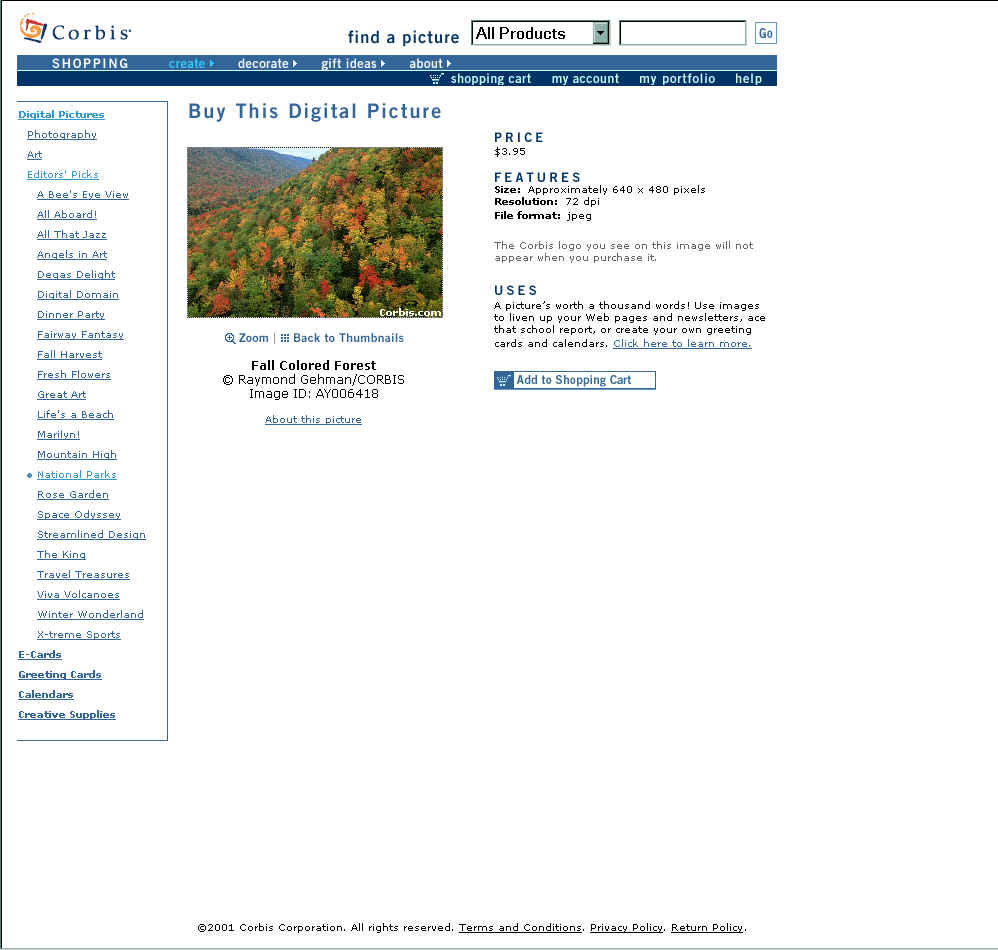 Corbis
find a picture All Products Go
SHOPPING create decorate gift ideas about
shopping cart my account my portfolio help
Digital Pictures
Photography
Art
Editors' Picks
A Bee's Eye View
All Aboard!
All That Jazz
Angels in Art
Degas Delight
Digital Domain
Dinner Party
Fairway Fantasy
Fall Harvest
Fresh Flowers
Great Art
Life's a Beach
Marilyn!
Mountain High
National Parks
Rose Garden
Space Odyssey
Streamlined Design
The King
Travel Treasures
Viva Volcanoes
Winter Wonderland
X-treme Sports
E-Cards
Greeting Cards
Calendars
Creative Supplies
Buy This Digital Picture
Corbis.com
Zoom | Back to Thumbnails
Fall Colored Forest
© Raymond Gehman/CORBIS
Image ID: AY006418
About this picture
PRICE
$3.95
FEATURES
Size: Approximately 640 x 480 pixels
Resolution: 72 dpi
File format: jpeg
The Corbis logo you see on this image will not
appear when you purchase it.
USES
A picture's worth a thousand words! Use images
to liven up your Web pages and newsletters, ace
that school report, or create your own greeting
cards and calendars. Click here to learn more.
Add to Shopping Cart
©2001 Corbis Corporation. All rights reserved. Terms and Conditions. Privacy Policy. Return Policy.